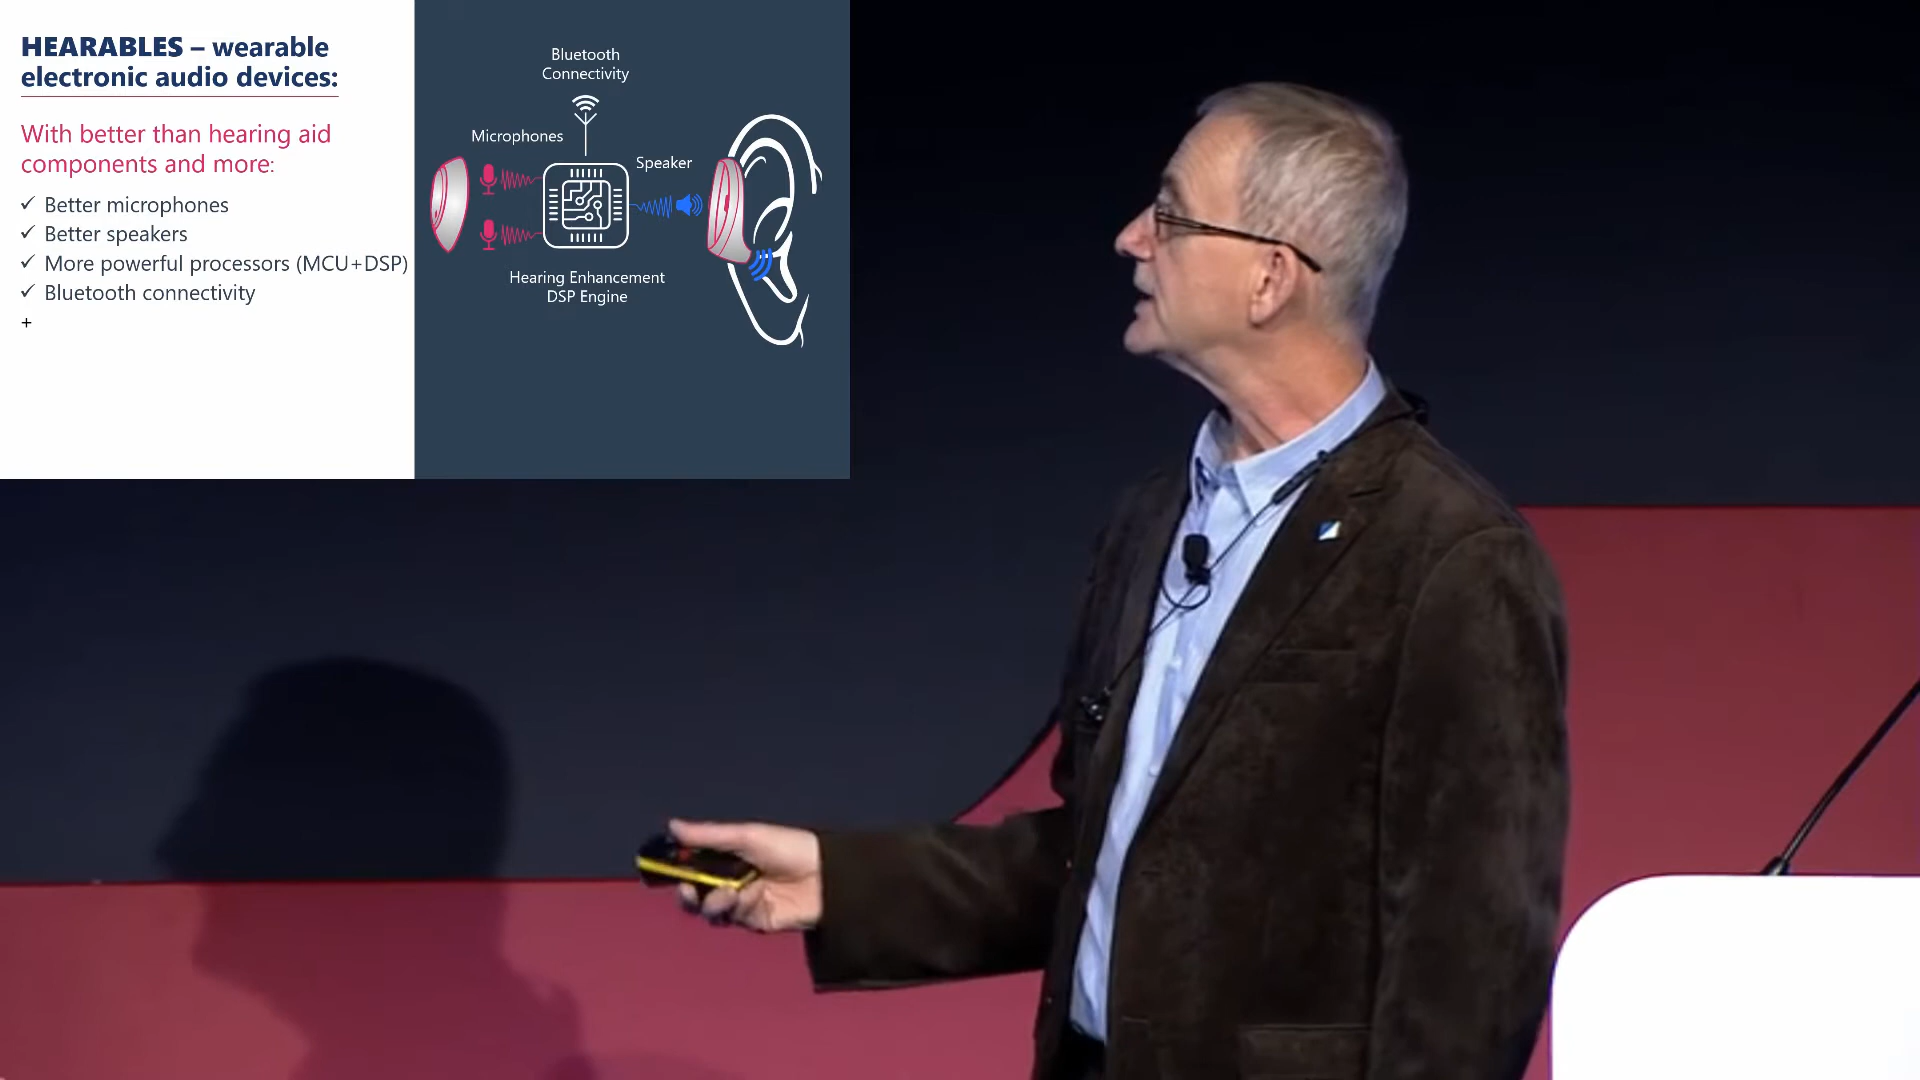 HEARABLES – wearable
electronic audio devices:
With better than hearing aid
components and more:
✓ Better microphones
✓ Better speakers
✓ More powerful processors (MCU+DSP)
✓ Bluetooth connectivity
+
Bluetooth
Connectivity
Microphones
Speaker
Hearing Enhancement
DSP Engine